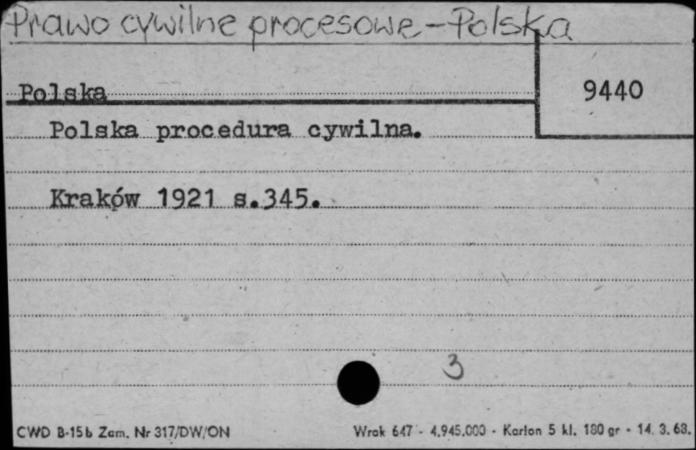 Prawo cywilne procesowe - Polska
9440
Polska
Polska procedura cywilna.
Kraków 1921 s.345.
3
CWD B-15b Zam. Nr 317/DW/ON
Wrok 647 - 4.945.000 - Karton 5 kl. 180 gr - 14. 3. 63.